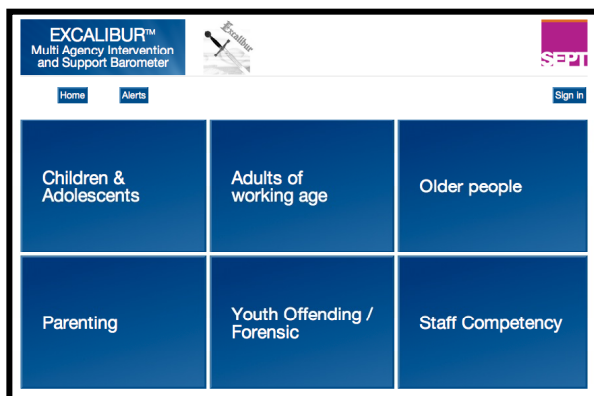 EXCALIBUR™
Multi Agency Intervention
and Support Barometer
Excalibur
SEPT
Home
Alerts
Sign in
Children &
Adolescents
Adults of
working age
Older people
Parenting
Youth Offending /
Forensic
Staff Competency